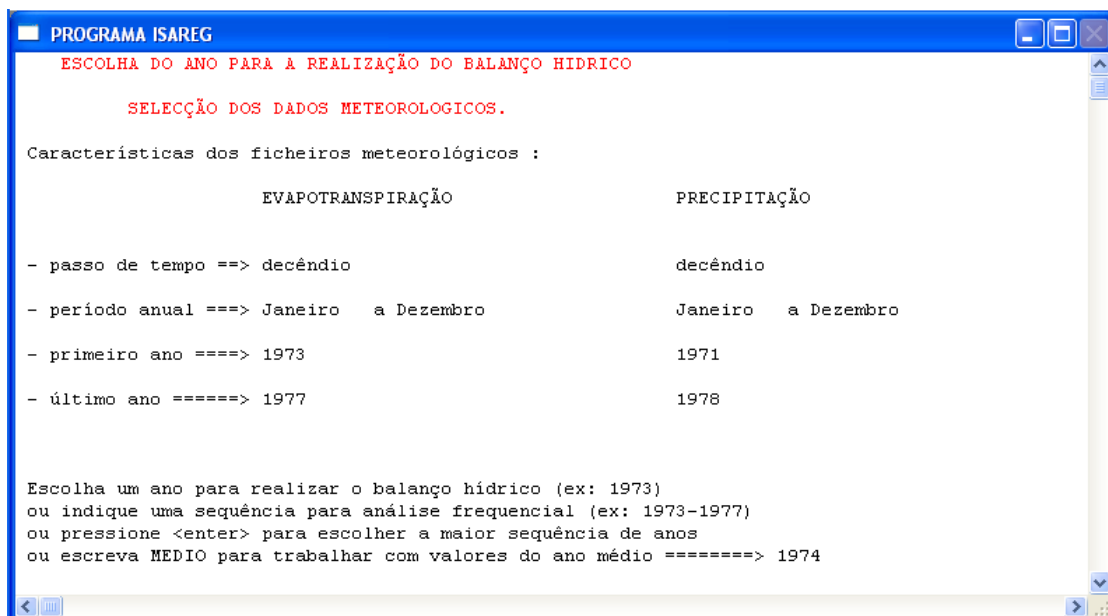 PROGRAMA ISAREG
ESCOLHA DO ANO PARA A REALIZAÇÃO DO BALANÇO HIDRICO
SELECÇÃO DOS DADOS METEOROLOGICOS.
Características dos ficheiros meteorológicos :
EVAPOTRANSPIRAÇÃO PRECIPITAÇÃO
- passo de tempo ==> decêndio decêndio
- período anual ===> Janeiro a Dezembro Janeiro a Dezembro
- primeiro ano ====> 1973 1971
- último ano ======> 1977 1978
Escolha um ano para realizar o balanço hídrico (ex: 1973)
ou indique uma sequência para análise frequencial (ex: 1973-1977)
ou pressione <enter> para escolher a maior sequência de anos
ou escreva MEDIO para trabalhar com valores do ano médio ========> 1974